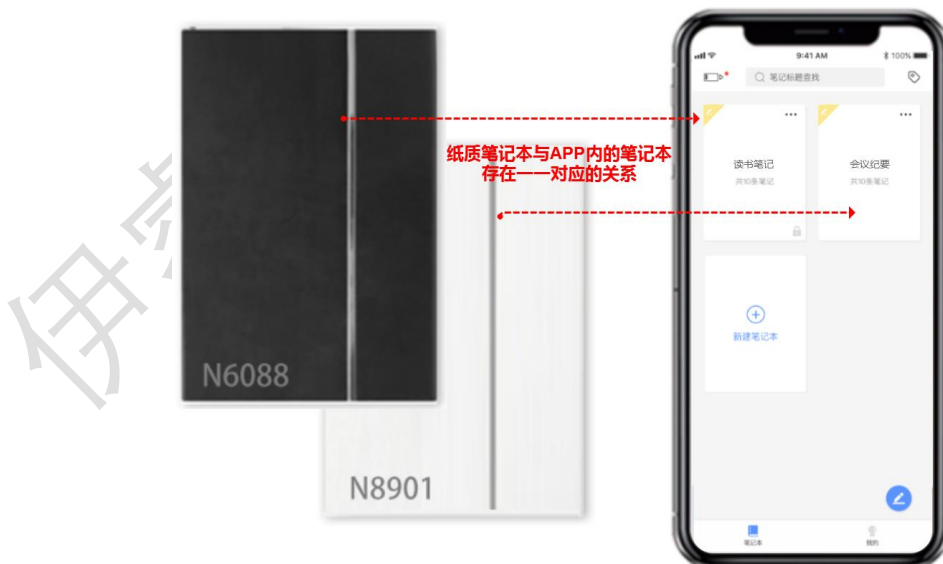 9:41 AM
100%
笔记标题查找
纸质笔记本与APP内的笔记本
存在一一对应的关系
读书笔记
共10条笔记
会议纪要
共10条笔记
新建笔记本
N6088
N8901
笔记本
我的
伊